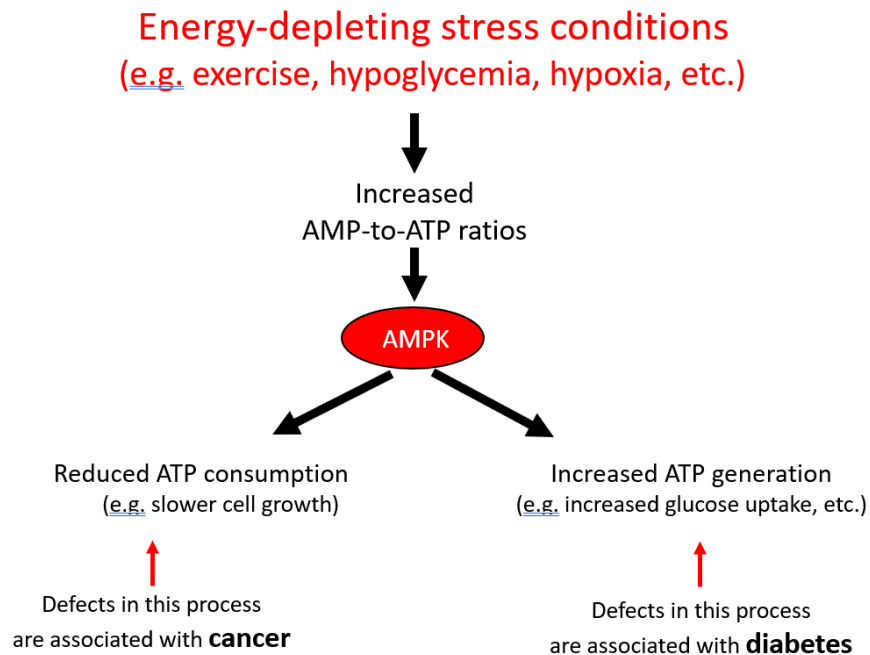 Energy-depleting stress conditions
(e.g. exercise, hypoglycemia, hypoxia, etc.)
Increased
AMP-to-ATP ratios
AMPK
Reduced ATP consumption
(e.g. slower cell growth)
Increased ATP generation
(e.g. increased glucose uptake, etc.)
Defects in this process
are associated with cancer
Defects in this process
are associated with diabetes